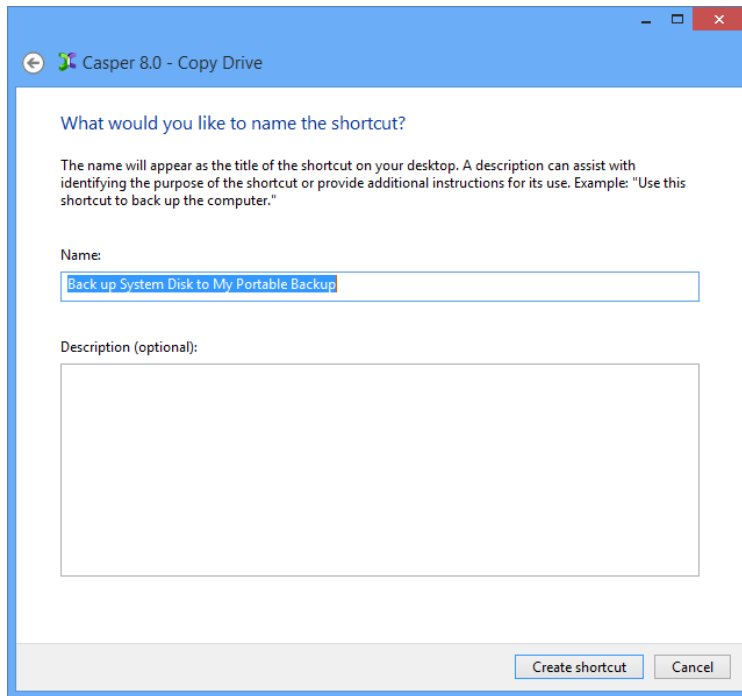 Casper 8.0 - Copy Drive
What would you like to name the shortcut?
The name will appear as the title of the shortcut on your desktop. A description can assist with
identifying the purpose of the shortcut or provide additional instructions for its use. Example: "Use this
shortcut to back up the computer."
Name:
Back up System Disk to My Portable Backup
Description (optional):
Create shortcut
Cancel